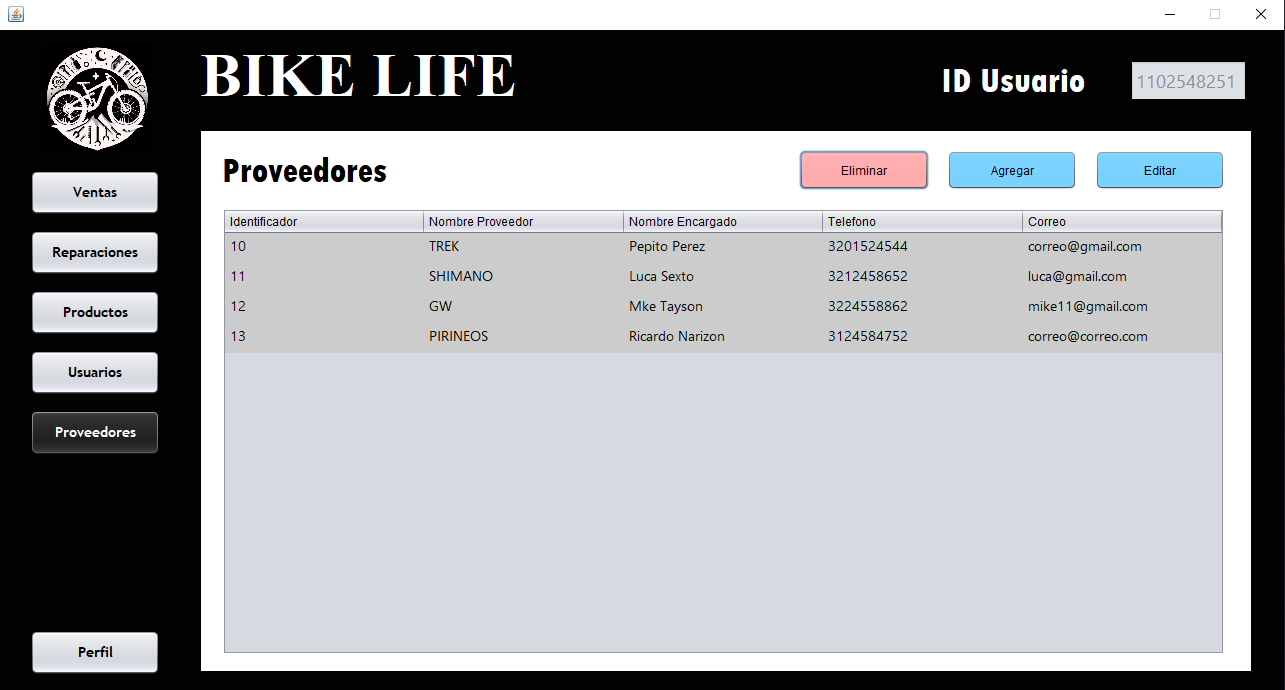 BIKE LIFE
ID Usuario 1102548251
Proveedores
Eliminar Agregar Editar
Ventas
Reparaciones
Productos
Usuarios
Proveedores
Perfil
Identificador Nombre Proveedor Nombre Encargado Telefono Correo
10 TREK Pepito Perez 3201524544 correo@gmail.com
11 SHIMANO Luca Sexto 3212458652 luca@gmail.com
12 GW Mke Tayson 3224558862 mike11@gmail.com
13 PIRINEOS Ricardo Narizon 3124584752 correo@correo.com